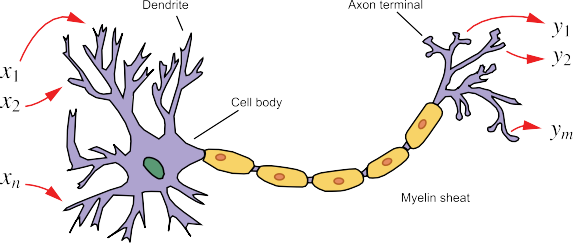 Dendrite
Axon terminal
x1
x2
xn
Cell body
y1
y2
ym
Myelin sheat